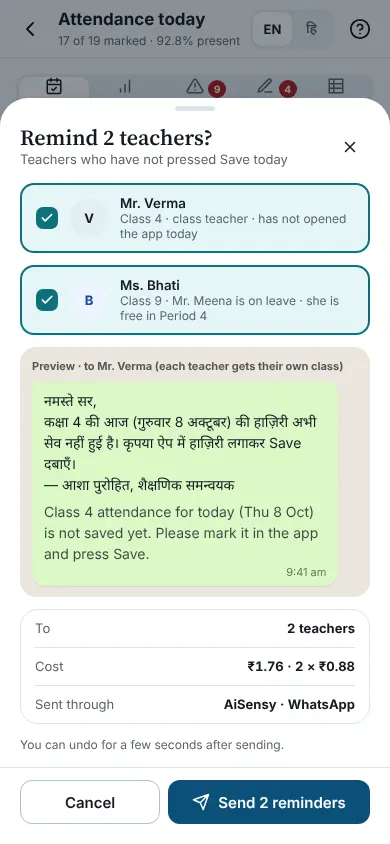 Attendance today
17 of 19 marked · 92.8% present
EN
हि
9
4
Remind 2 teachers?
Teachers who have not pressed Save today
V
Mr. Verma
Class 4 · class teacher · has not opened
the app today
B
Ms. Bhati
Class 9 · Mr. Meena is on leave · she is
free in Period 4
Preview · to Mr. Verma (each teacher gets their own class)
नमस्ते सर,
कक्षा 4 की आज (गुरुवार 8 अक्टूबर) की हाज़िरी अभी
सेव नहीं हुई है। कृपया ऐप में हाज़िरी लगाकर Save
दबाएँ।
— आशा पुरोहित, शैक्षणिक समन्वयक
Class 4 attendance for today (Thu 8 Oct)
is not saved yet. Please mark it in the app
and press Save.
9:41 am
To
2 teachers
Cost
₹1.76 · 2 × ₹0.88
Sent through
AiSensy · WhatsApp
You can undo for a few seconds after sending.
Cancel
Send 2 reminders